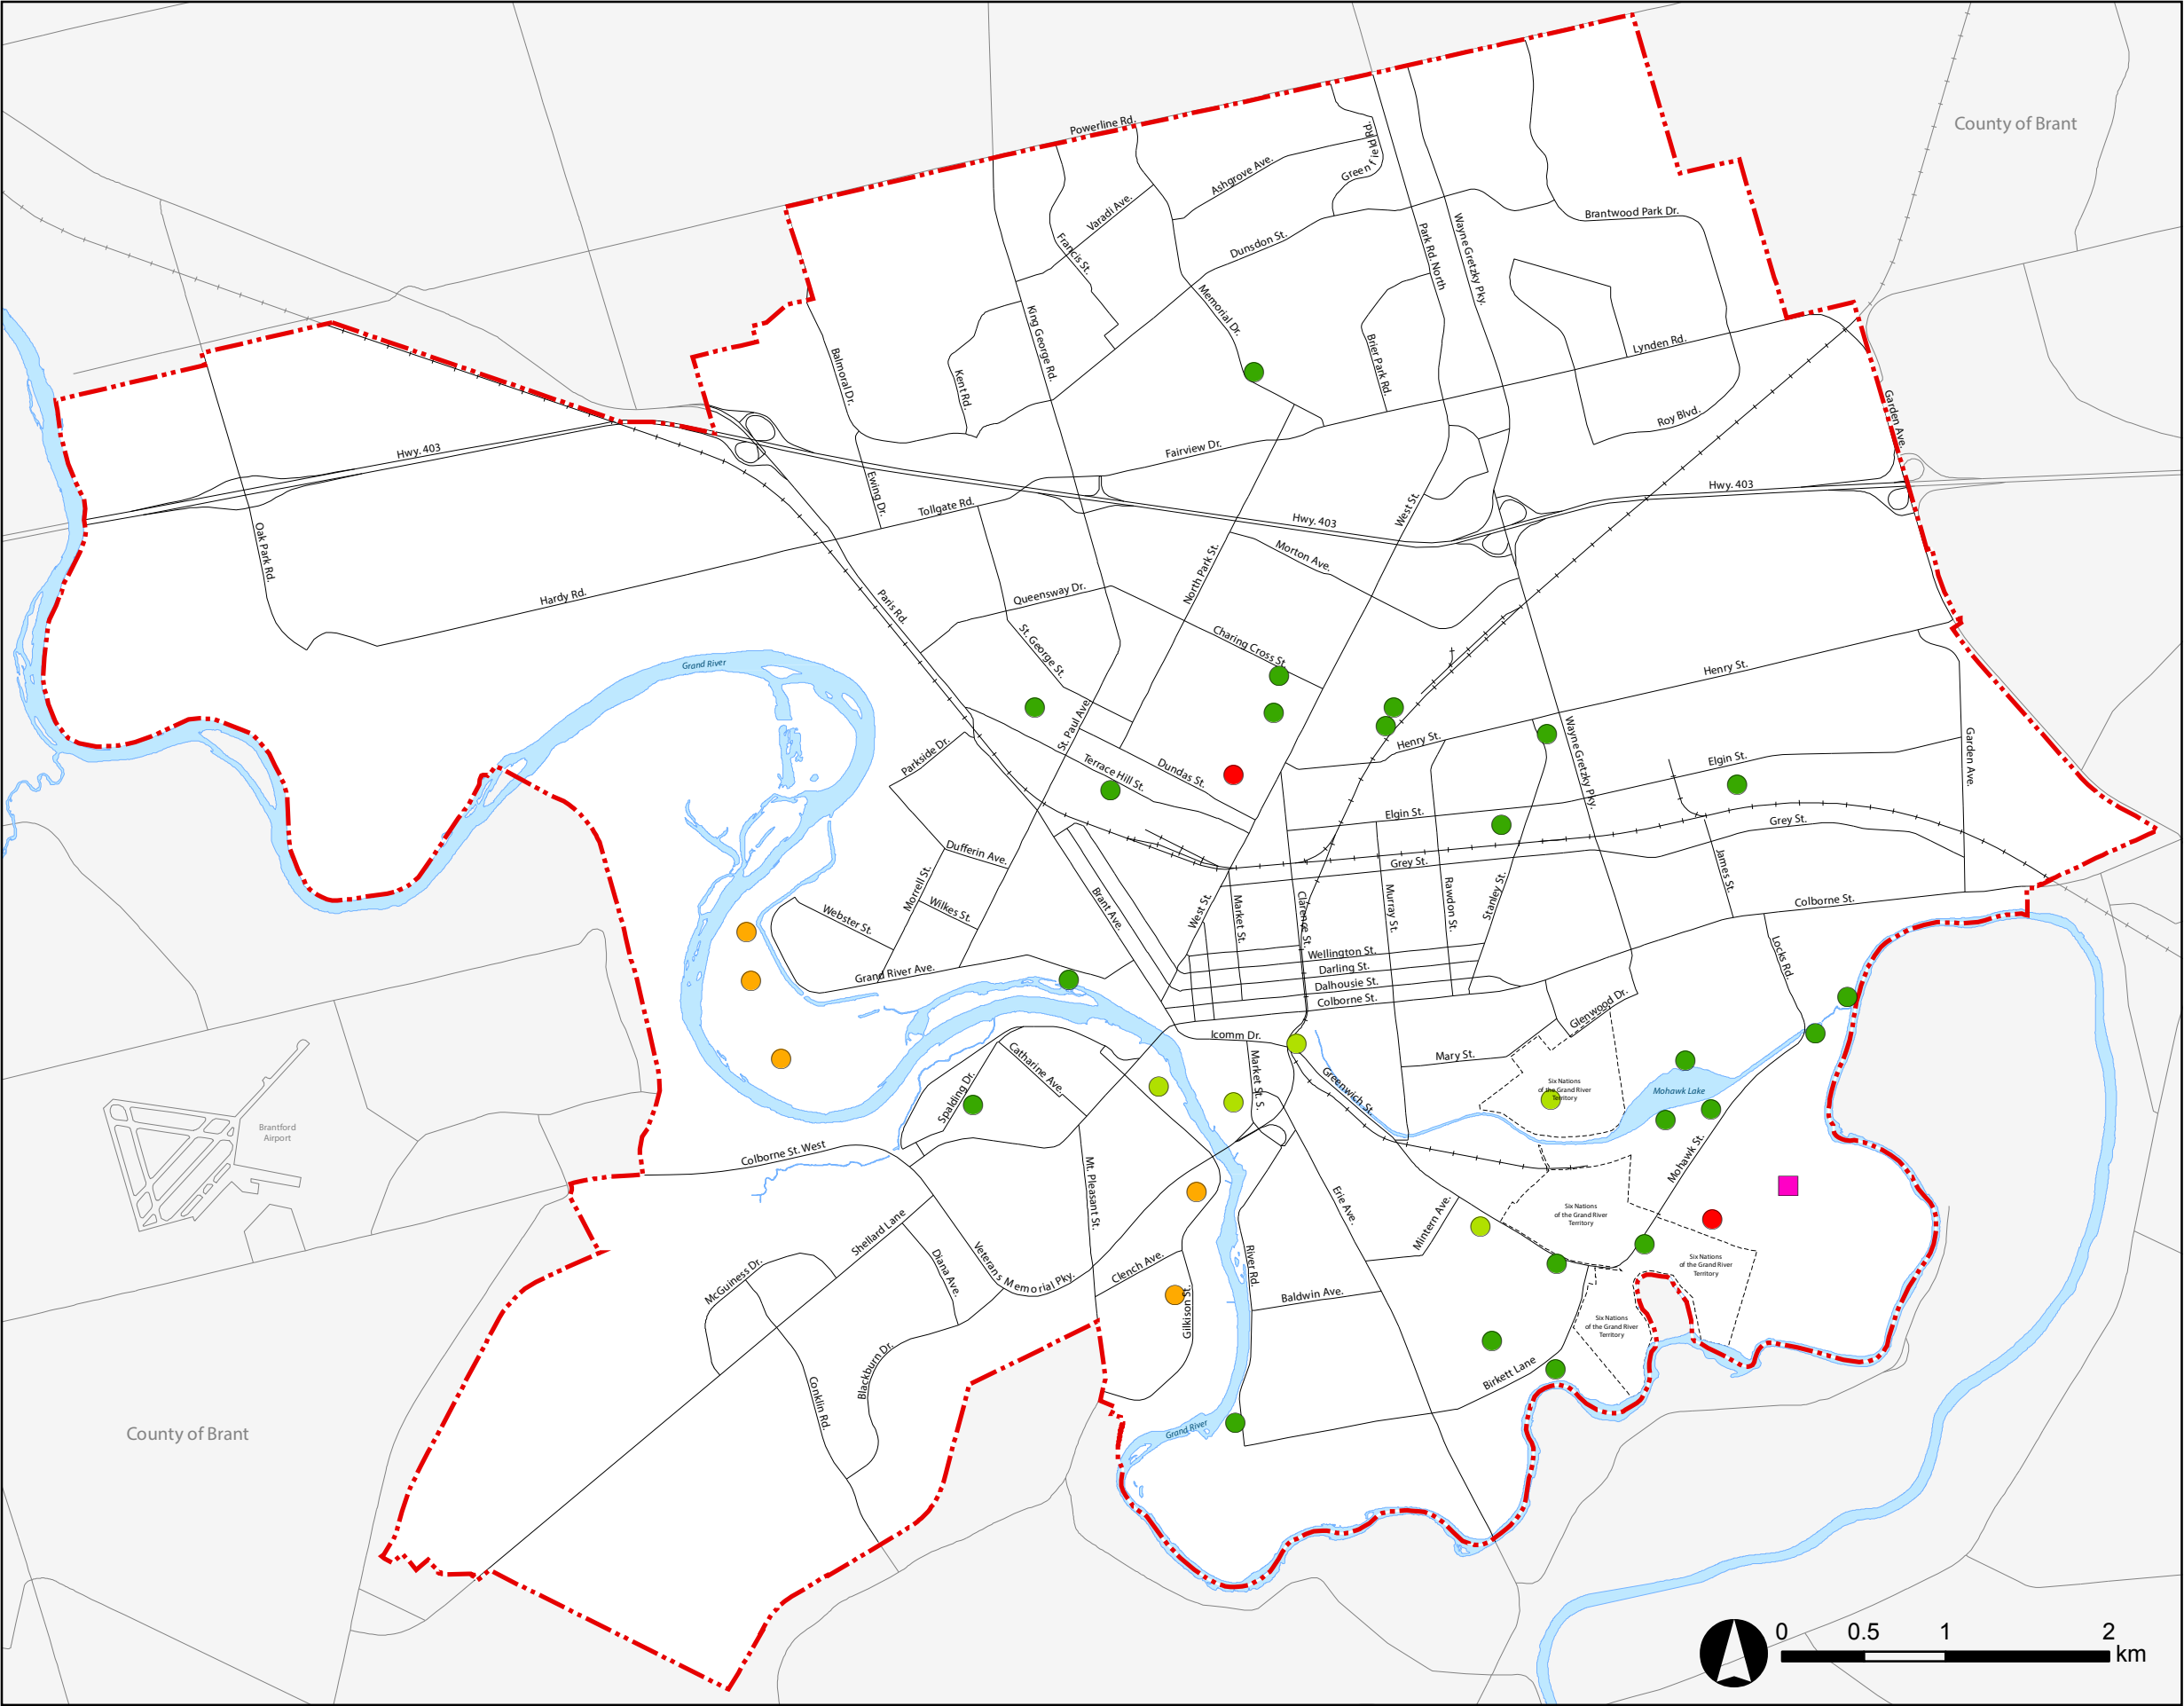 County of Brant
Powerline Rd.
Greenfield Rd.
Ashgrove Ave.
Varadi Ave.
Francis St.
Dunsdon St.
Brantwood Park Dr.
Park Rd. North
Wayne Gretzky Pky.
Memorial Dr.
King George Rd.
Balmoral Dr.
Kent Rd.
Brier Park Rd.
Lynden Rd.
Roy Blvd.
Garden Ave.
Hwy. 403
Fairview Dr.
Ewing Dr.
Tollgate Rd.
Hwy. 403
Hwy. 403
West St.
Oak Park Rd.
Morton Ave.
North Park St.
Hardy Rd.
Paris Rd.
Queensway Dr.
St. George St.
Charing Cross St.
Grand River
Henry St.
St. Paul Ave.
Parkside Dr.
Terrace Hill St.
Dundas St.
Henry St.
Wayne Gretzky Pky.
Elgin St.
Garden Ave.
Elgin St.
Grey St.
Grey St.
Dufferin Ave.
Morrell St.
Wilkes St.
Webster St.
Brant Ave.
West St.
Market St.
Clarence St.
Murray St.
Rawdon St.
Stanley St.
James St.
Colborne St.
Locks Rd.
Grand River Ave.
Wellington St.
Darling St.
Dalhousie St.
Colborne St.
Glenwood Dr.
Icomm Dr.
Mary St.
Market St. S.
Greenwich St.
Catharine Ave.
Spalding Dr.
Six Nations
of the Grand River
Territory
Mohawk Lake
Brantford
Airport
Colborne St. West
Mt. Pleasant St.
Mohawk St.
Erie Ave.
Mintern Ave.
Six Nations
of the Grand River
Territory
Shellard Lane
Diana Ave.
Veterans Memorial Pky.
McGuiness Dr.
Clench Ave.
River Rd.
Six Nations
of the Grand River
Territory
Baldwin Ave.
Gilkison St.
Six Nations
of the Grand River
Territory
Blackburn Dr.
Conklin Rd.
Birkett Lane
Grand River
County of Brant
0 0.5 1 2
km